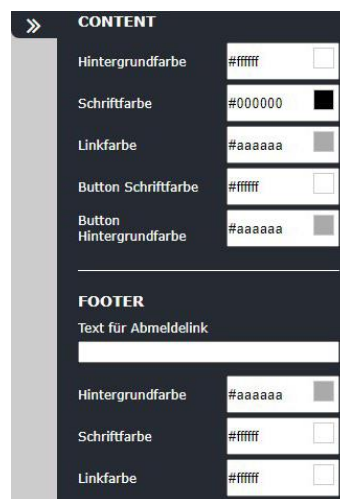 CONTENT
Hintergrundfarbe #ffffff
Schriftfarbe #000000
Linkfarbe #aaaaaa
Button Schriftfarbe #ffffff
Button
Hintergrundfarbe #aaaaaa
FOOTER
Text für Abmeldelink
Hintergrundfarbe #aaaaaa
Schriftfarbe #ffffff
Linkfarbe #ffffff